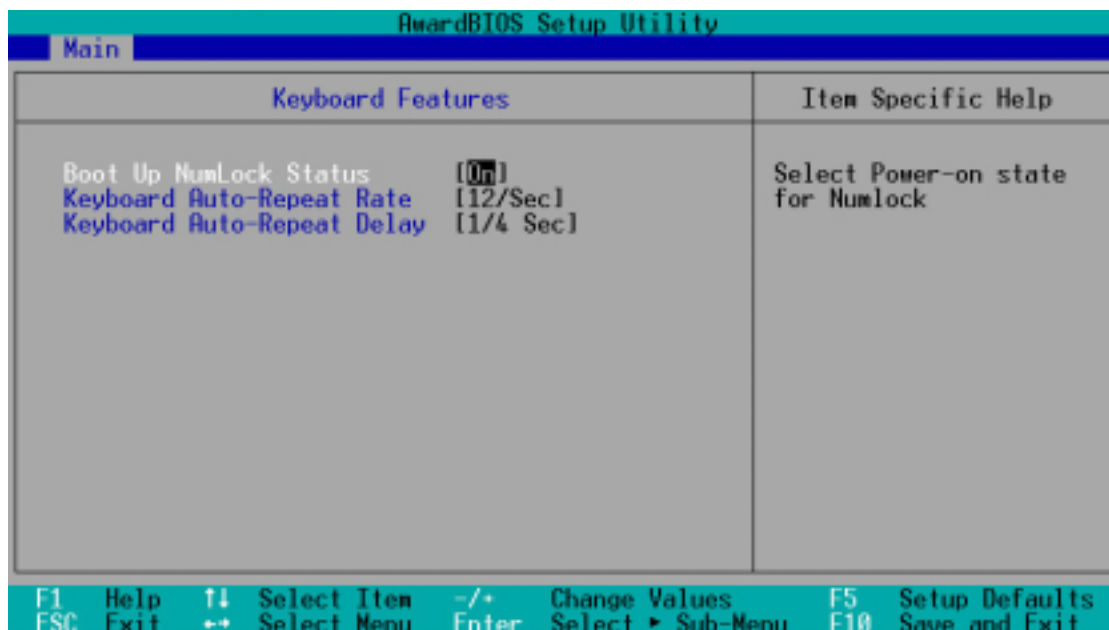 AwardBIOS Setup Utility
Main
Keyboard Features
Item Specific Help
Boot Up NumLock Status [On]
Keyboard Auto-Repeat Rate [12/Sec]
Keyboard Auto-Repeat Delay [1/4 Sec]
Select Power-on state
for Numlock
F1 Help ↑↓ Select Item -/+ Change Values F5 Setup Defaults
ESC Exit ←→ Select Menu Enter Select ► Sub-Menu F10 Save and Exit